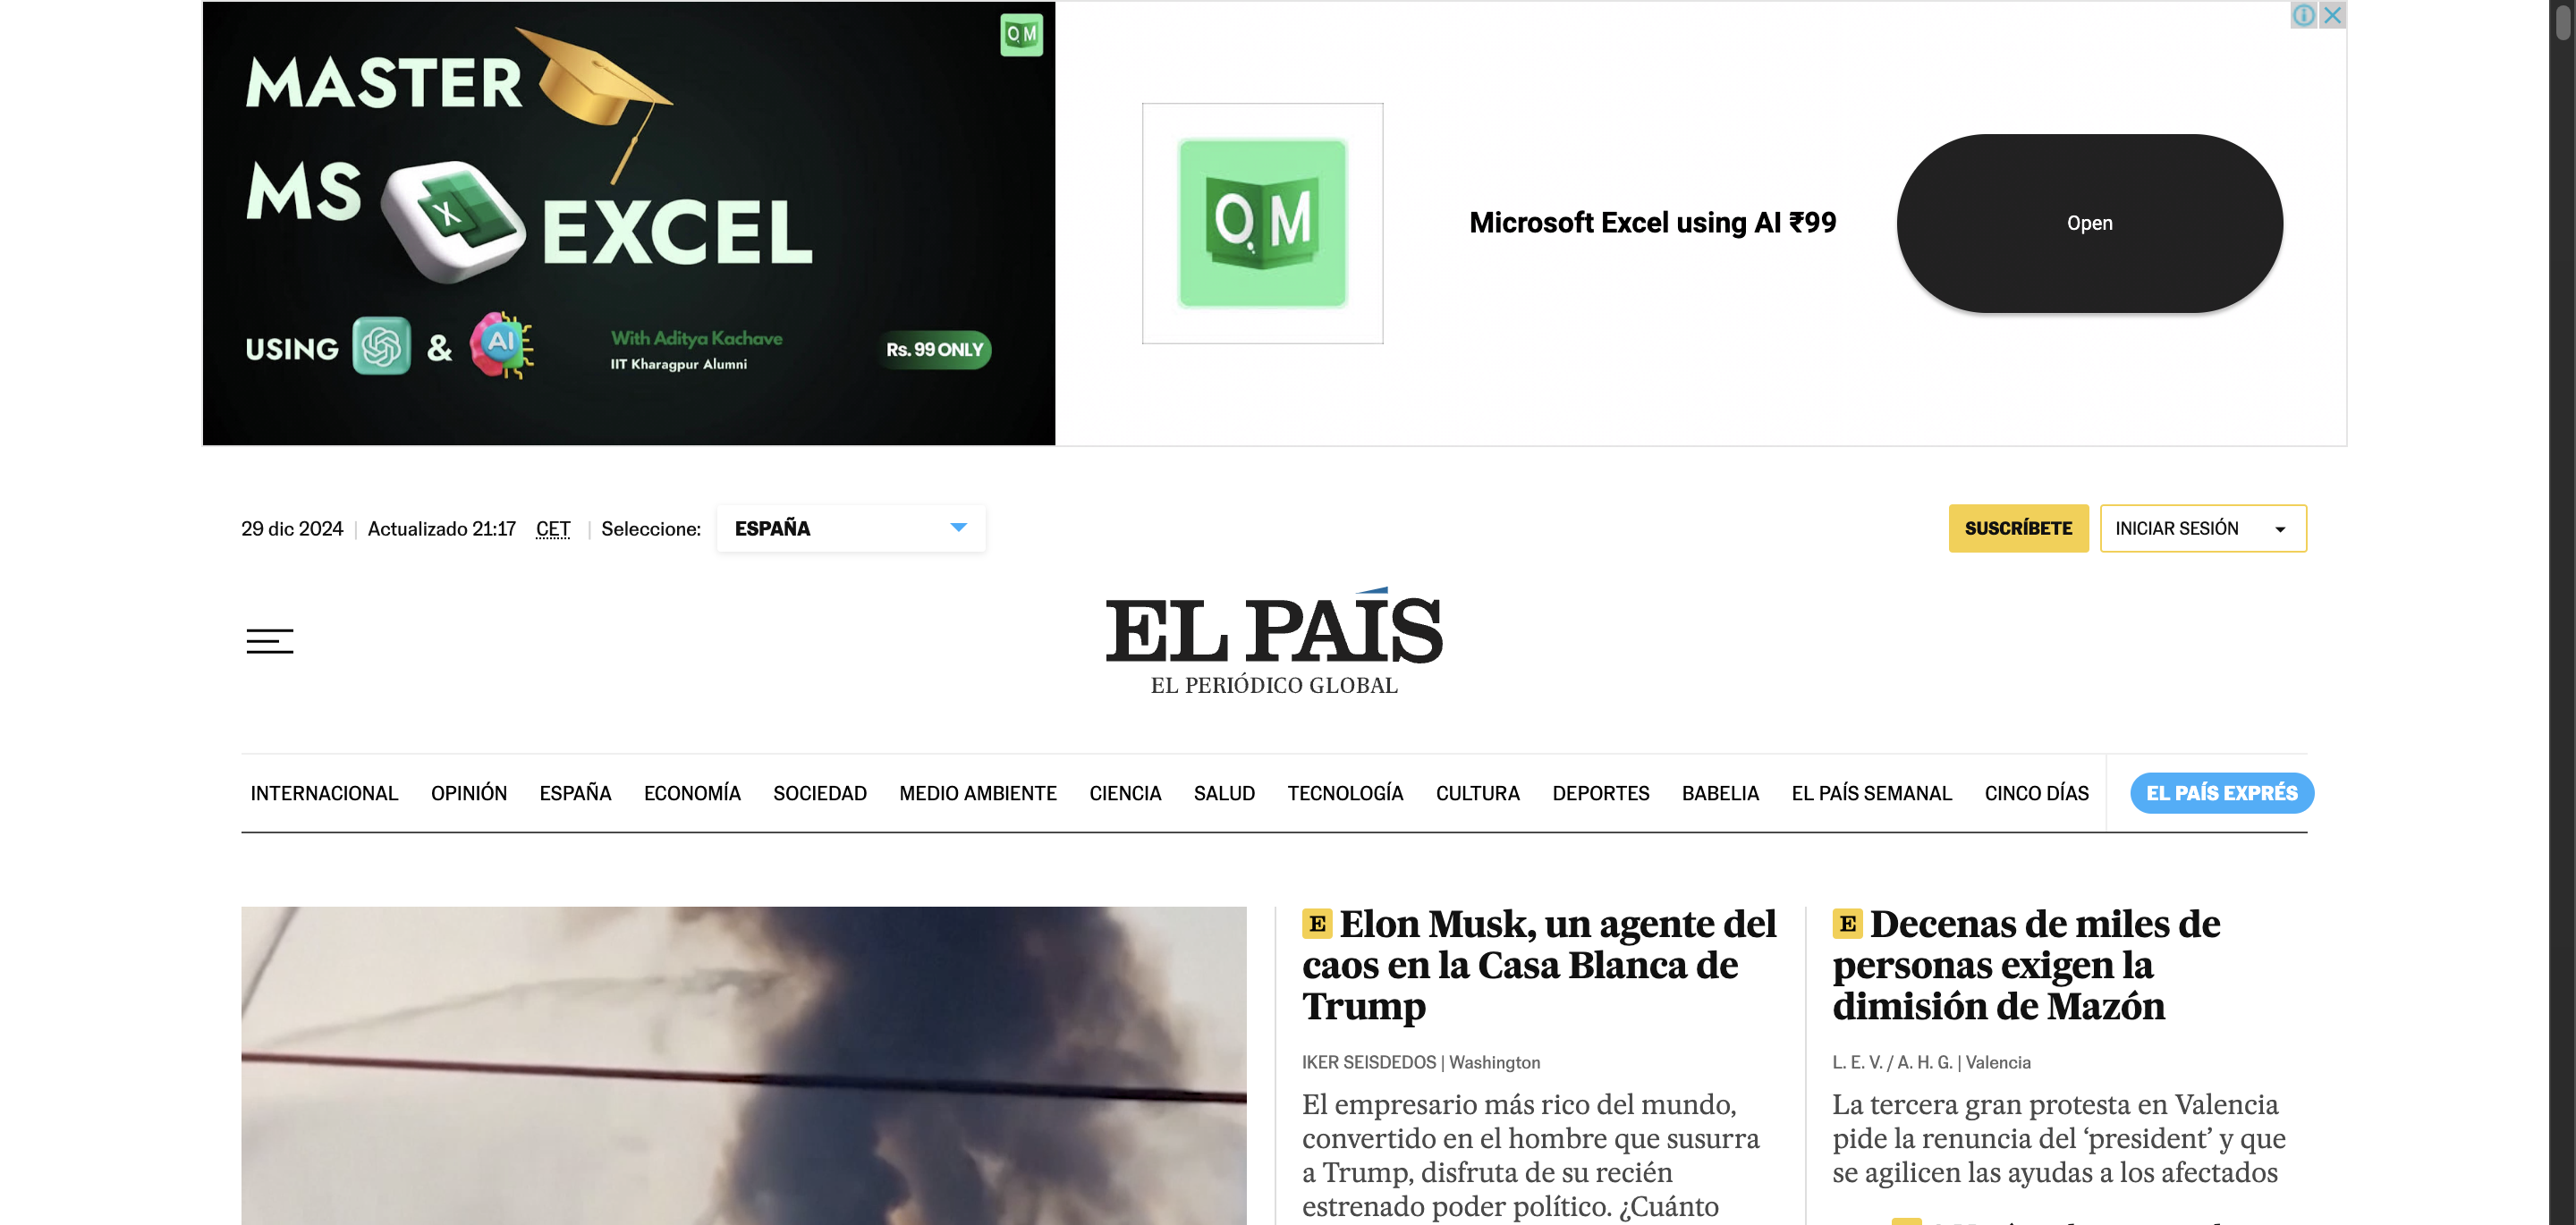 MASTER
MS EXCEL
USING & AI
With Aditya Kachave
IIT Kharagpur Alumni
Rs. 99 ONLY
QM
QM
Microsoft Excel using AI ₹99
Open
29 dic 2024 | Actualizado 21:17 CET | Seleccione: ESPAÑA
SUSCRÍBETE
INICIAR SESIÓN
EL PAÍS
EL PERIÓDICO GLOBAL
INTERNACIONAL OPINIÓN ESPAÑA ECONOMÍA SOCIEDAD MEDIO AMBIENTE CIENCIA SALUD TECNOLOGÍA CULTURA DEPORTES BABELIA EL PAÍS SEMANAL CINCO DÍAS EL PAÍS EXPRÉS
E Elon Musk, un agente del
caos en la Casa Blanca de
Trump
IKER SEISDEDOS | Washington
El empresario más rico del mundo,
convertido en el hombre que susurra
a Trump, disfruta de su recién
estrenado poder político. ¿Cuánto
E Decenas de miles de
personas exigen la
dimisión de Mazón
L. E. V. / A. H. G. | Valencia
La tercera gran protesta en Valencia
pide la renuncia del ‘president’ y que
se agilicen las ayudas a los afectados